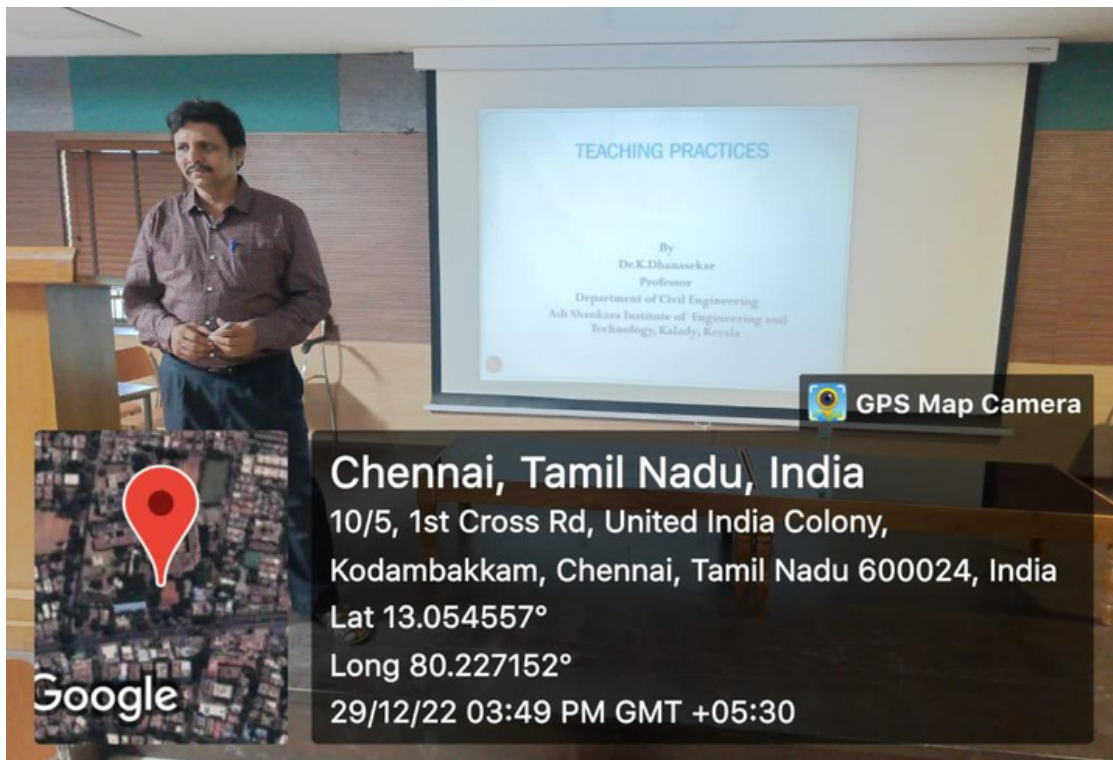 TEACHING PRACTICES
By
Dr.K.Dhanasekar
Professor
Department of Civil Engineering
Adi Shankara Institute of Engineering and
Technology, Kalady, Kerala
GPS Map Camera
Chennai, Tamil Nadu, India
10/5, 1st Cross Rd, United India Colony,
Kodambakkam, Chennai, Tamil Nadu 600024, India
Lat 13.054557°
Long 80.227152°
29/12/22 03:49 PM GMT +05:30
Google